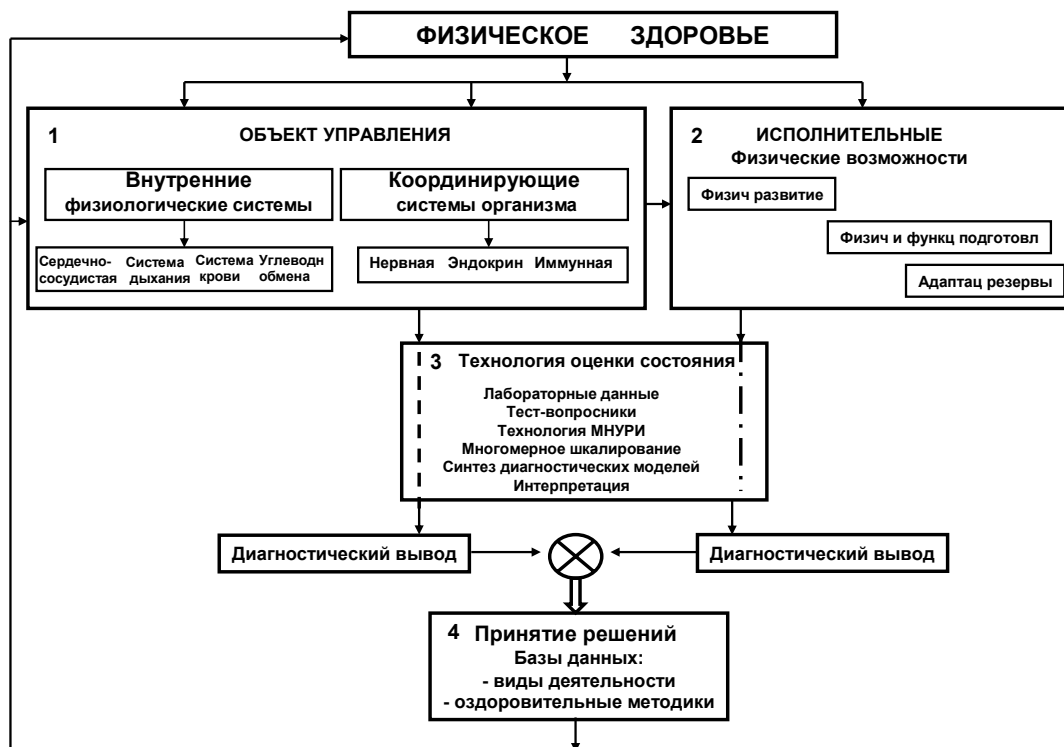 ФИЗИЧЕСКОЕ ЗДОРОВЬЕ
1 ОБЪЕКТ УПРАВЛЕНИЯ
Внутренние
физиологические системы
Координирующие
системы организма
Сердечно-
сосудистая
Система
дыхания
Система
крови
Углеводн
обмена
Нервная Эндокрин Иммунная
2 ИСПОЛНИТЕЛЬНЫЕ
Физические возможности
Физич развитие
Физич и функц подготовл
Адаптац резервы
3 Технология оценки состояния
Лабораторные данные
Тест-вопросники
Технология МНУРИ
Многомерное шкалирование
Синтез диагностических моделей
Интерпретация
Диагностический вывод
Диагностический вывод
4 Принятие решений
Базы данных:
- виды деятельности
- оздоровительные методики